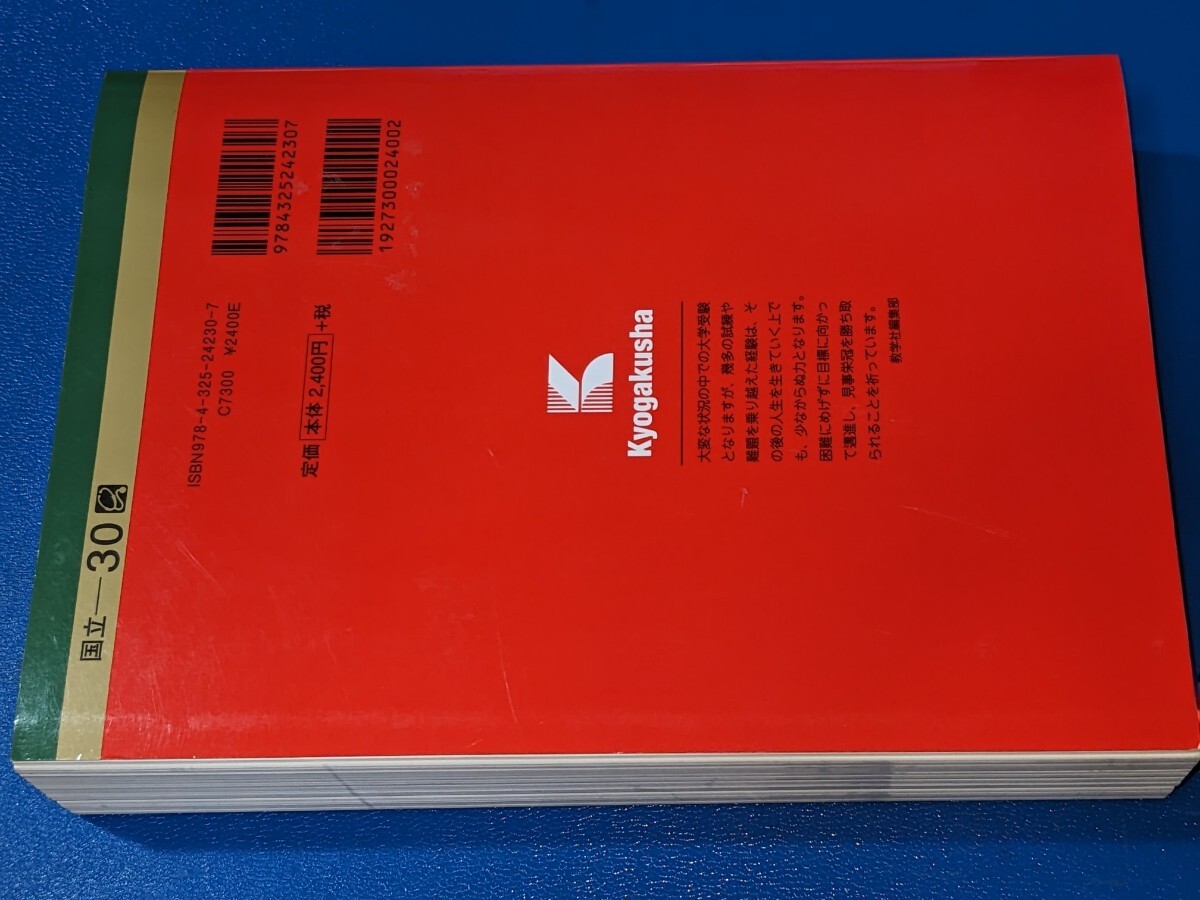 9784325242307
1927300024002
ISBN978-4-325-24230-7
C7300 ¥2400E
定価 本体 2,400円 +税
国立—30
Kyogakusha
大変な状況の中での大学受験
となりますが、幾多の試練や
難題を乗り越えた経験は、そ
の後の人生を生きていく上で
も、少なからぬ力となります。
困難にめげずに目標に向かっ
て邁進し、見事栄冠を勝ち取
られることを祈っています。
教学社編集部